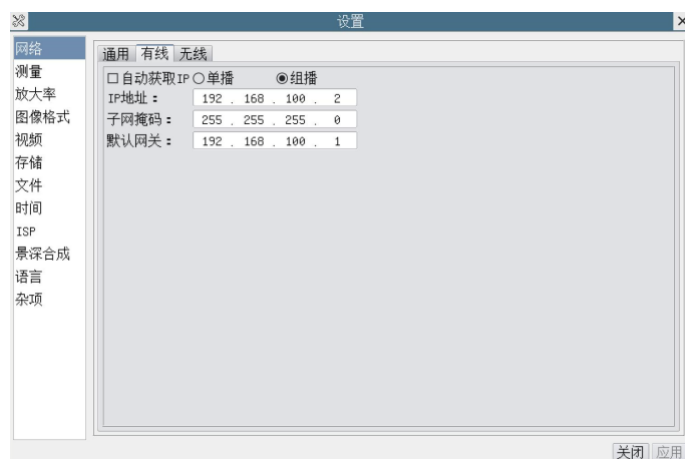 设置
网络
测量
放大率
图像格式
视频
存储
文件
时间
ISP
景深合成
语言
杂项
通用 有线 无线
自动获取IP 单播 组播
IP地址： 192 . 168 . 100 . 2
子网掩码： 255 . 255 . 255 . 0
默认网关： 192 . 168 . 100 . 1
关闭 应用